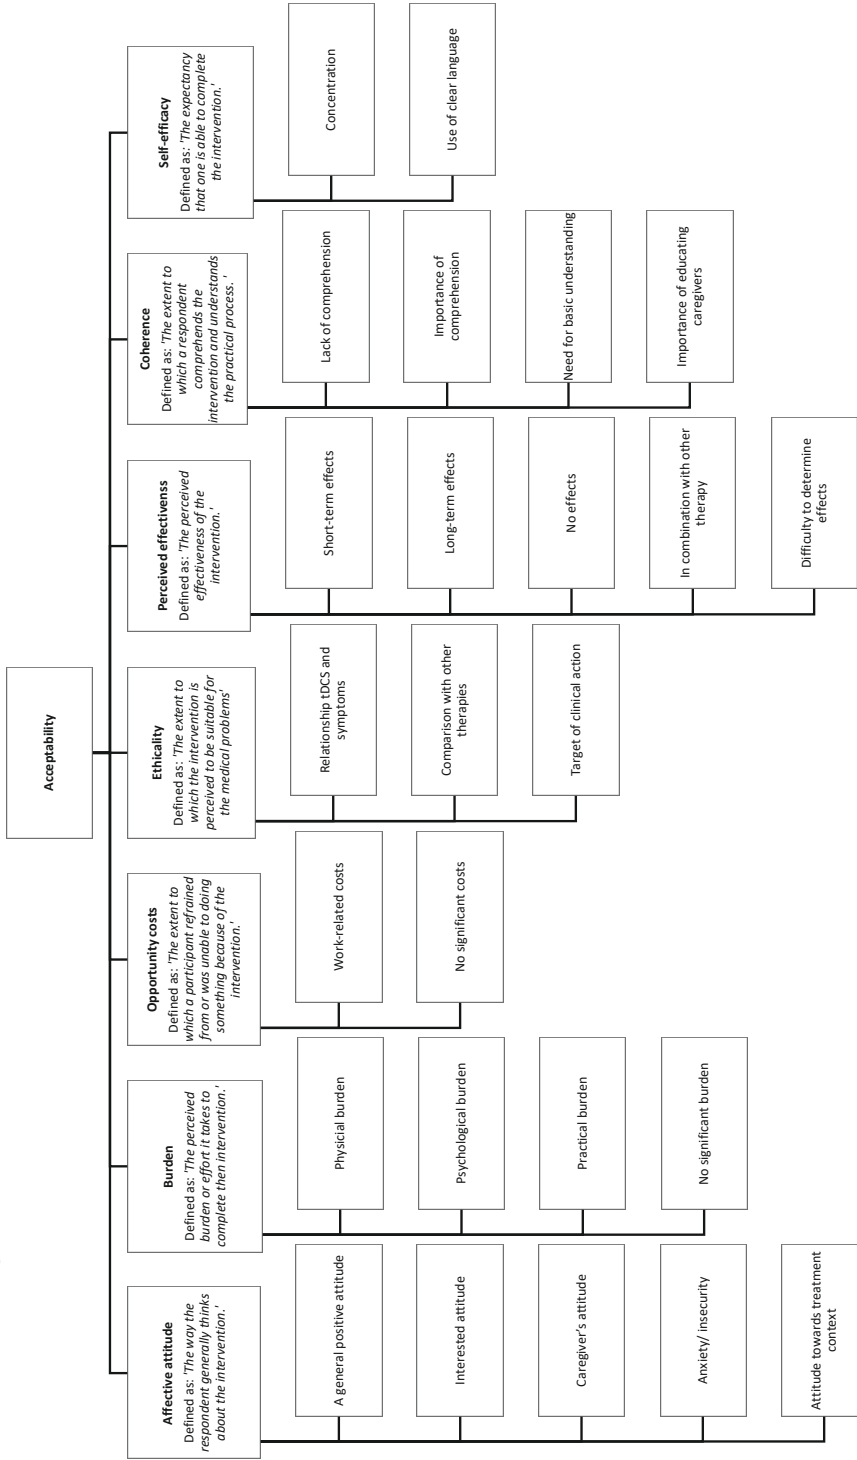 Acceptability
Affective attitude
Defined as: 'The way the
respondent generally thinks
about the intervention.'
A general positive attitude
Interested attitude
Caregiver's attitude
Anxiety/ insecurity
Attitude towards treatment
context
Burden
Defined as: 'The perceived
burden or effort it takes to
complete then intervention.'
Physicial burden
Psychological burden
Practical burden
No significant burden
Opportunity costs
Defined as: 'The extent to
which a participant refrained
from or was unable to doing
something because of the
intervention.'
Work-related costs
No significant costs
Ethicality
Defined as: 'The extent to
which the intervention is
perceived to be suitable for
the medical problems'
Relationship tDCS and
symptoms
Comparison with other
therapies
Target of clinical action
Perceived effectivenss
Defined as: 'The perceived
effectiveness of the
intervention.'
Short-term effects
Long-term effects
No effects
In combination with other
therapy
Difficulty to determine
effects
Coherence
Defined as: 'The extent to
which a respondent
comprehends the
intervention and understands
the practical process. '
Lack of comprehension
Importance of
comprehension
Need for basic understanding
Importance of educating
caregivers
Self-efficacy
Defined as: 'The expectancy
that one is able to complete
the intervention.'
Concentration
Use of clear language